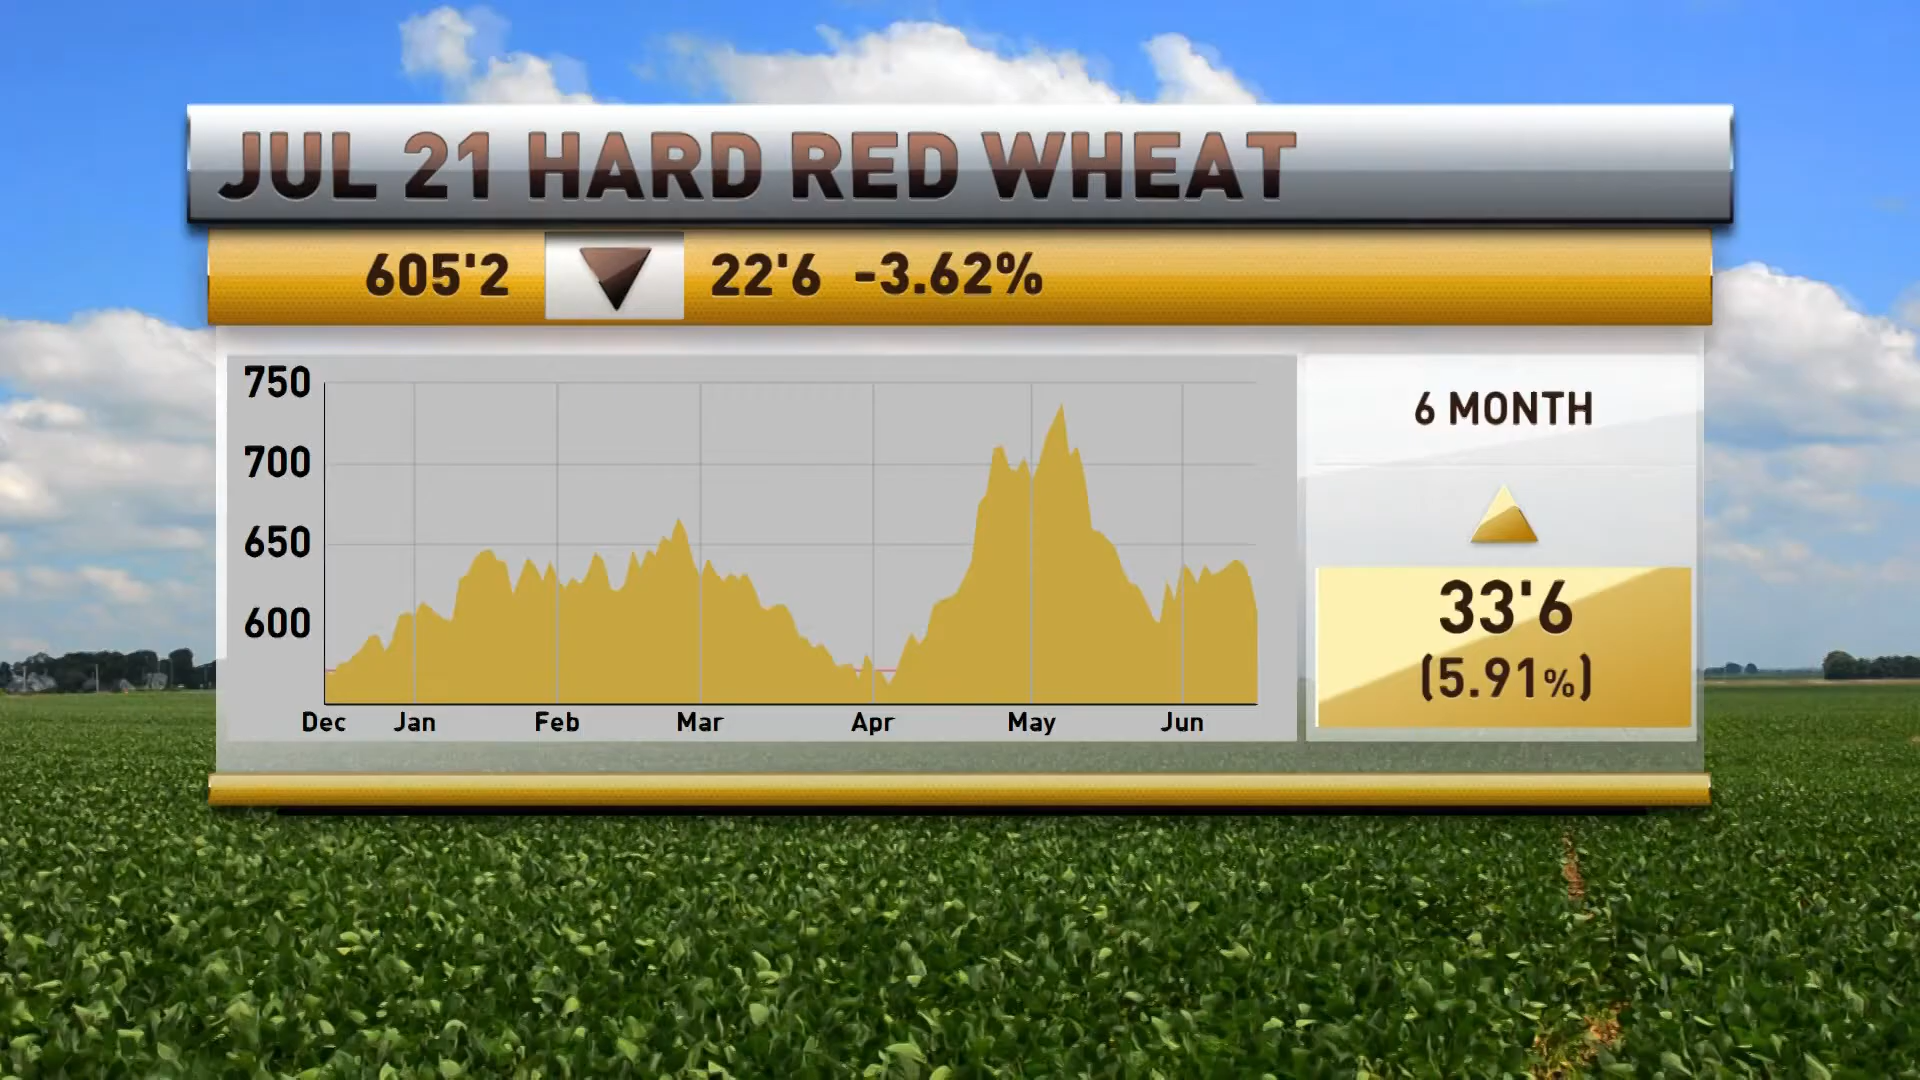 JUL 21 HARD RED WHEAT
605'2 22'6 -3.62%
750
700
650
600
Dec Jan Feb Mar Apr May Jun
6 MONTH
33'6
(5.91%)